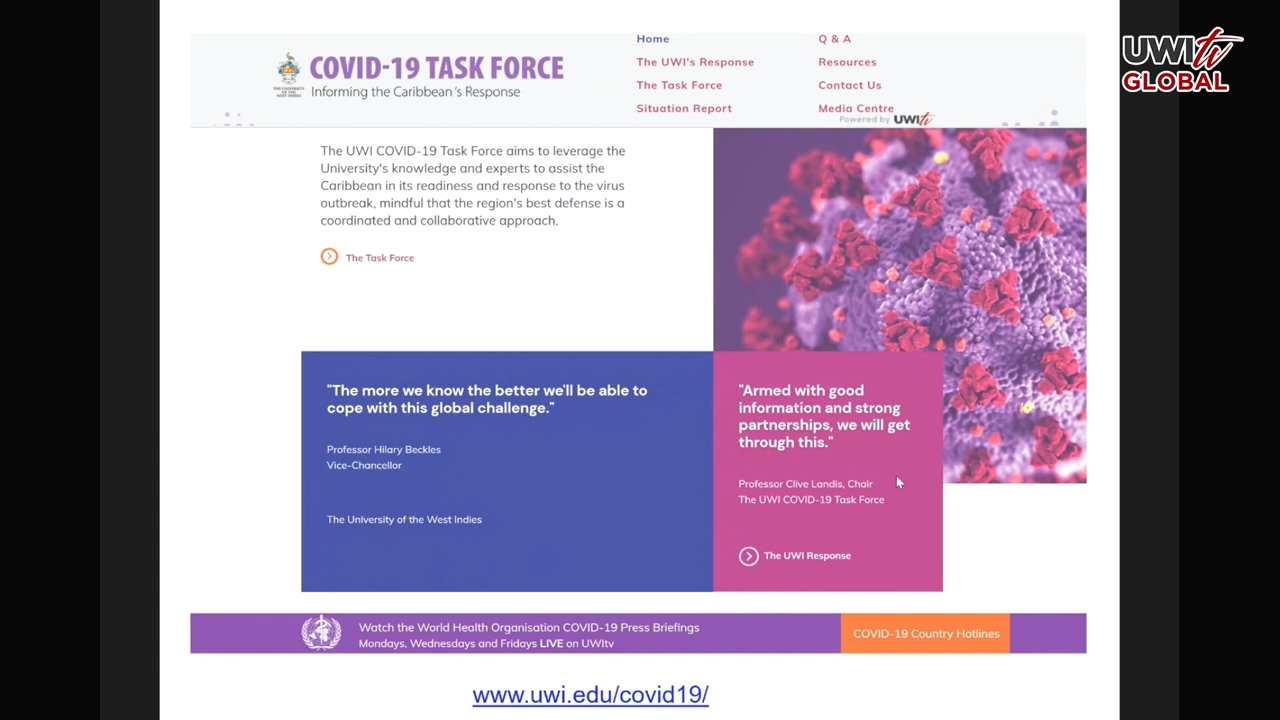 UWItv
GLOBAL
THE UNIVERSITY
OF THE
WEST INDIES
COVID-19 TASK FORCE
Informing the Caribbean's Response
Home
The UWI's Response
The Task Force
Situation Report
Q & A
Resources
Contact Us
Media Centre
Powered by UWItv
The UWI COVID-19 Task Force aims to leverage the
University's knowledge and experts to assist the
Caribbean in its readiness and response to the virus
outbreak, mindful that the region's best defense is a
coordinated and collaborative approach.
The Task Force
"The more we know the better we'll be able to
cope with this global challenge."
Professor Hilary Beckles
Vice-Chancellor
The University of the West Indies
"Armed with good
information and strong
partnerships, we will get
through this."
Professor Clive Landis, Chair
The UWI COVID-19 Task Force
The UWI Response
Watch the World Health Organisation COVID-19 Press Briefings
Mondays, Wednesdays and Fridays LIVE on UWItv
COVID-19 Country Hotlines
www.uwi.edu/covid19/